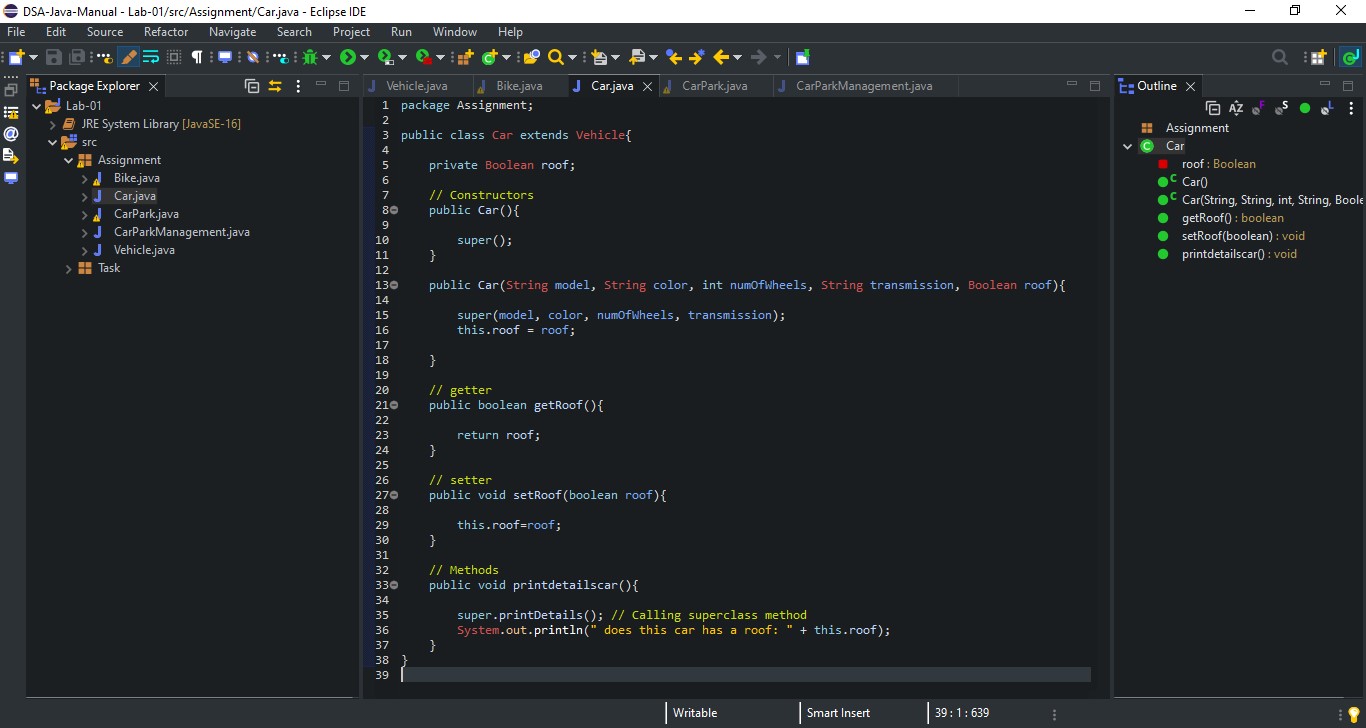 DSA-Java-Manual - Lab-01/src/Assignment/Car.java - Eclipse IDE
File Edit Source Refactor Navigate Search Project Run Window Help
Package Explorer
Lab-01
JRE System Library [JavaSE-16]
src
Assignment
Bike.java
Car.java
CarPark.java
CarParkManagement.java
Vehicle.java
Task
Vehicle.java Bike.java Car.java CarPark.java CarParkManagement.java
1 package Assignment;
2
3 public class Car extends Vehicle{
4
5 private Boolean roof;
6
7 // Constructors
8 public Car(){
9
10 super();
11 }
12
13 public Car(String model, String color, int numOfWheels, String transmission, Boolean roof){
14
15 super(model, color, numOfWheels, transmission);
16 this.roof = roof;
17
18 }
19
20 // getter
21 public boolean getRoof(){
22
23 return roof;
24 }
25
26 // setter
27 public void setRoof(boolean roof){
28
29 this.roof=roof;
30 }
31
32 // Methods
33 public void printdetailscar(){
34
35 super.printDetails(); // Calling superclass method
36 System.out.println(" does this car has a roof: " + this.roof);
37 }
38 }
39
Outline
Assignment
Car
roof : Boolean
Car()
Car(String, String, int, String, Boole
getRoof() : boolean
setRoof(boolean) : void
printdetailscar() : void
Writable Smart Insert 39 : 1 : 639